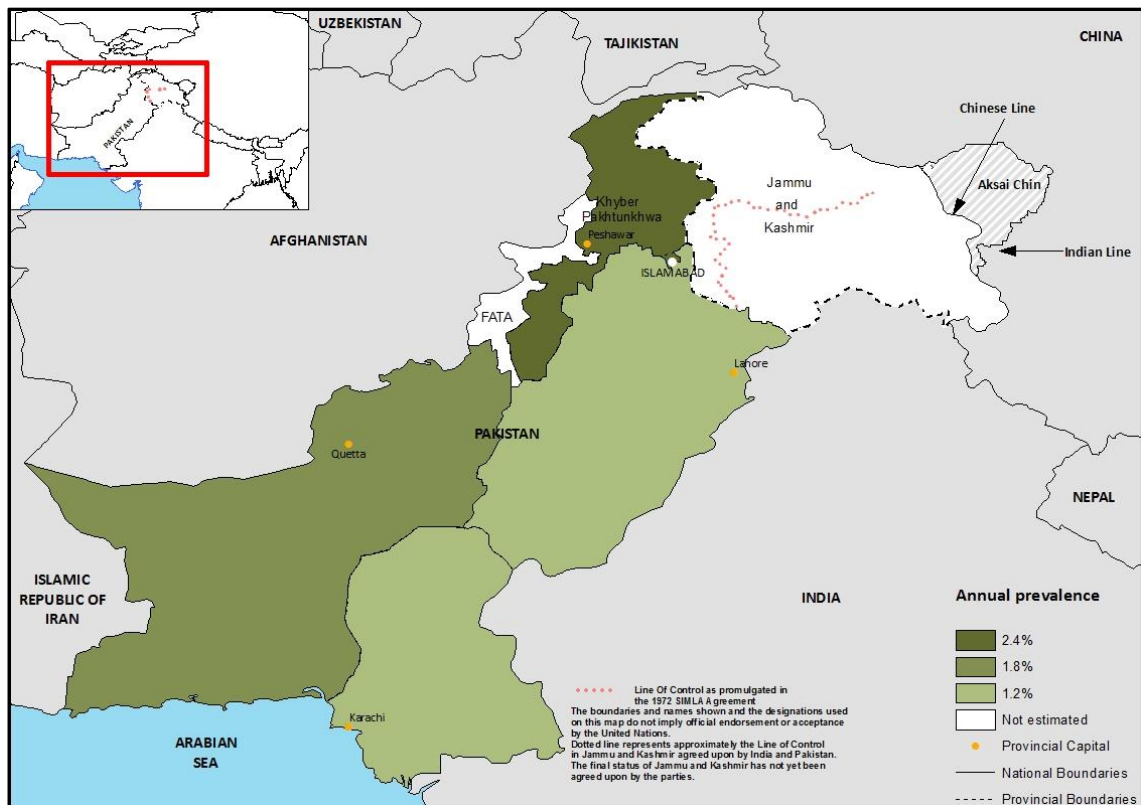 PAKISTAN
UZBEKISTAN
TAJIKISTAN
CHINA
Chinese Line
Aksai Chin
Jammu
and
Kashmir
Indian Line
Khyber
Pakhtunkhwa
Peshawar
AFGHANISTAN
ISLAMABAD
FATA
Lahore
PAKISTAN
Quetta
NEPAL
ISLAMIC
REPUBLIC OF
IRAN
INDIA
Karachi
ARABIAN
SEA
Line Of Control as promulgated in
the 1972 SIMLA Agreement
The boundaries and names shown and the designations used
on this map do not imply official endorsement or acceptance
by the United Nations.
Dotted line represents approximately the Line of Control
in Jammu and Kashmir agreed upon by India and Pakistan.
The final status of Jammu and Kashmir has not yet been
agreed upon by the parties.
Annual prevalence
2.4%
1.8%
1.2%
Not estimated
Provincial Capital
National Boundaries
Provincial Boundaries